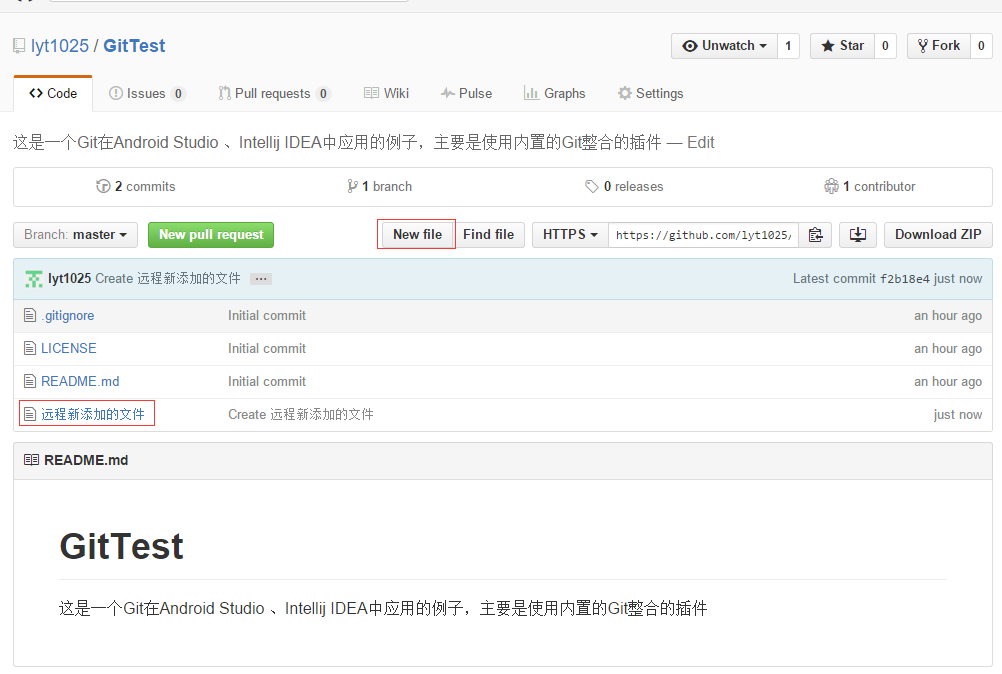 lyt1025 / GitTest
Unwatch 1 Star 0 Fork 0
Code Issues 0 Pull requests 0 Wiki Pulse Graphs Settings
这是一个Git在Android Studio 、Intellij IDEA中应用的例子，主要是使用内置的Git整合的插件 — Edit
2 commits 1 branch 0 releases 1 contributor
Branch: master New pull request New file Find file HTTPS https://github.com/lyt1025/ Download ZIP
lyt1025 Create 远程新添加的文件 ... Latest commit f2b18e4 just now
.gitignore Initial commit an hour ago
LICENSE Initial commit an hour ago
README.md Initial commit an hour ago
远程新添加的文件 Create 远程新添加的文件 just now
README.md
GitTest
这是一个Git在Android Studio 、Intellij IDEA中应用的例子，主要是使用内置的Git整合的插件